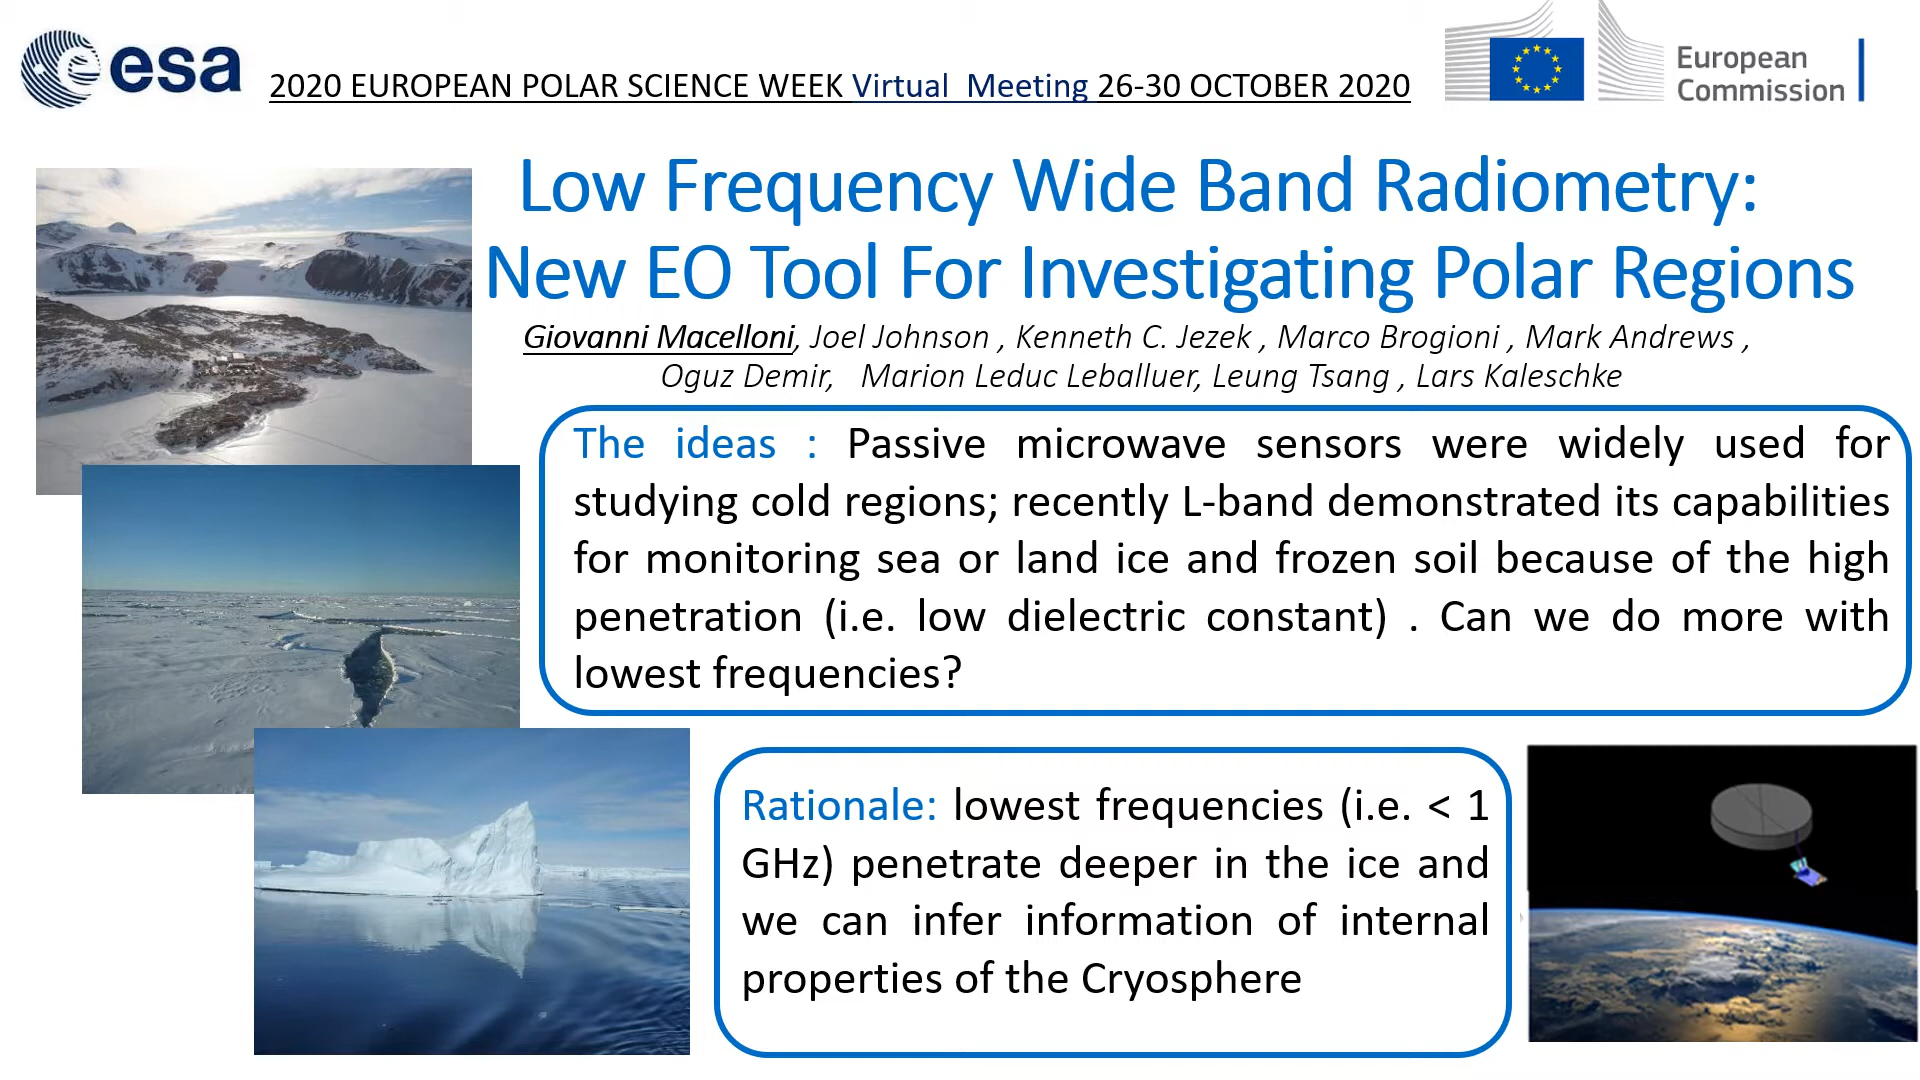 esa
2020 EUROPEAN POLAR SCIENCE WEEK Virtual Meeting 26-30 OCTOBER 2020
European
Commission
Low Frequency Wide Band Radiometry:
New EO Tool For Investigating Polar Regions
Giovanni Macelloni, Joel Johnson , Kenneth C. Jezek , Marco Brogioni , Mark Andrews ,
Oguz Demir, Marion Leduc Leballuer, Leung Tsang , Lars Kaleschke
The ideas : Passive microwave sensors were widely used for
studying cold regions; recently L-band demonstrated its capabilities
for monitoring sea or land ice and frozen soil because of the high
penetration (i.e. low dielectric constant) . Can we do more with
lowest frequencies?
Rationale: lowest frequencies (i.e. < 1
GHz) penetrate deeper in the ice and
we can infer information of internal
properties of the Cryosphere